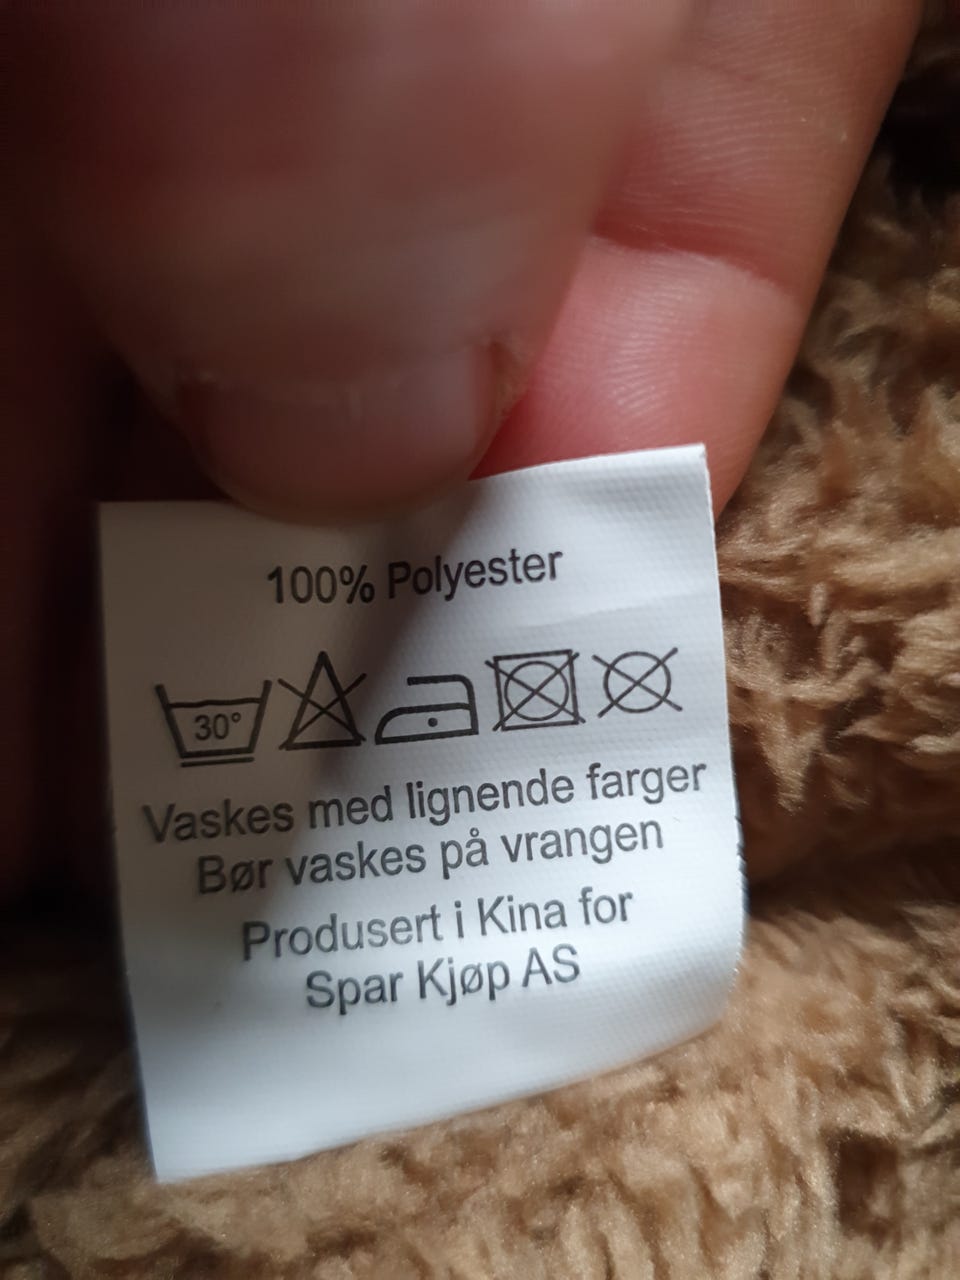 100% Polyester
30°
Vaskes med lignende farger
Bør vaskes på vrangen
Produsert i Kina for
Spar Kjøp AS